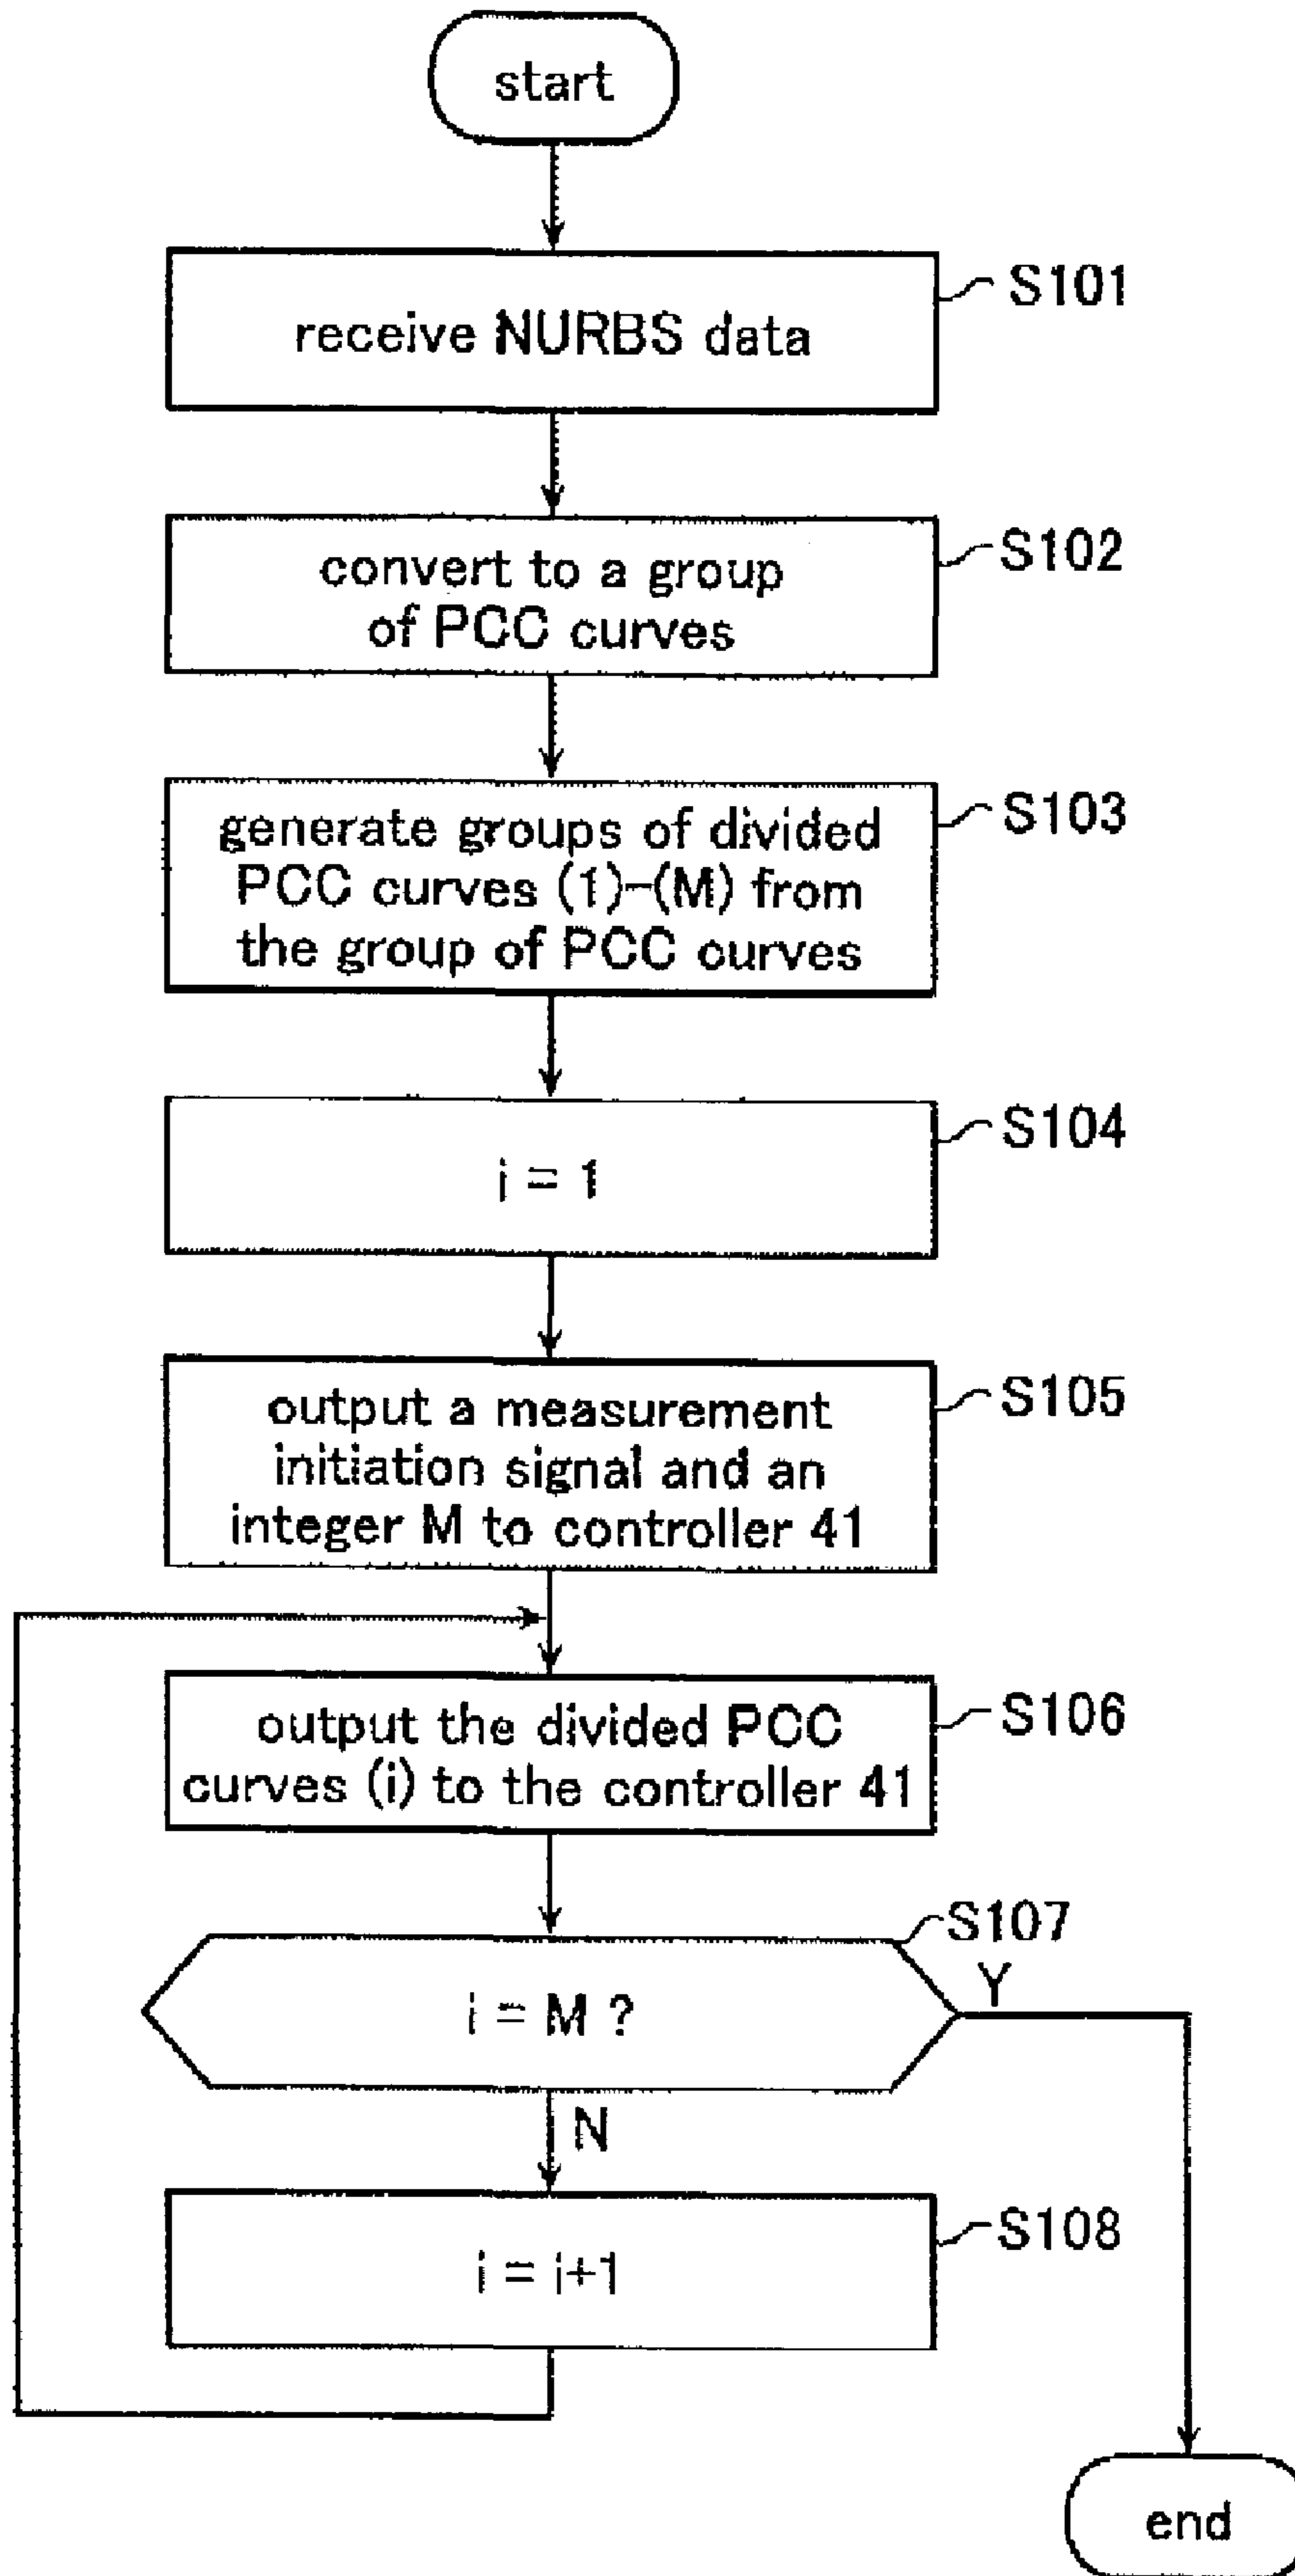 start
receive NURBS data
S101
convert to a group
of PCC curves
S102
generate groups of divided
PCC curves (1)-(M) from
the group of PCC curves
S103
i = 1
S104
output a measurement
initiation signal and an
integer M to controller 41
S105
output the divided PCC
curves (i) to the controller 41
S106
S107
i = M ?
Y
N
i = i+1
S108
end